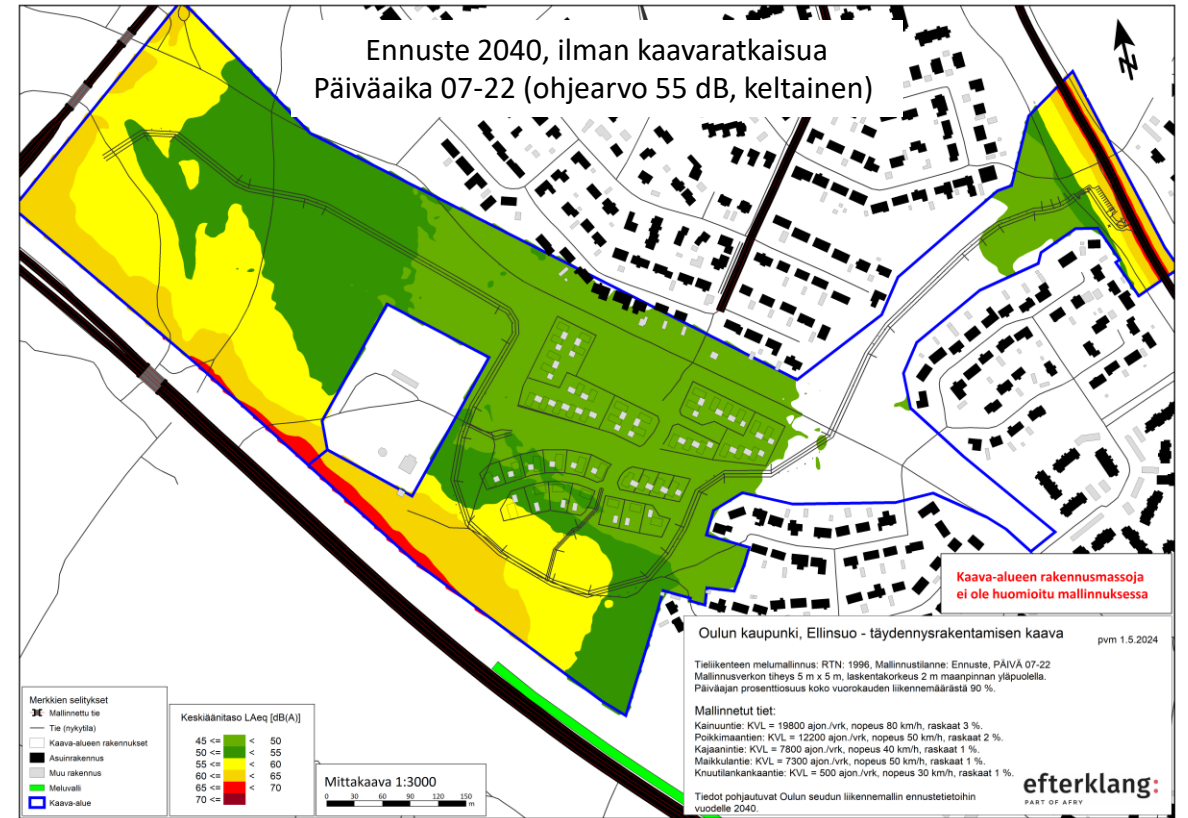 Ennuste 2040, ilman kaavaratkaisua
Päiväaika 07-22 (ohjearvo 55 dB, keltainen)
N
Kaava-alueen rakennusmassoja
ei ole huomioitu mallinnuksessa
Oulun kaupunki, Ellinsuo - täydennysrakentamisen kaava
pvm 1.5.2024
Tieliikenteen melumallinnus: RTN: 1996, Mallinnustilanne: Ennuste, PÄIVÄ 07-22
Mallinnusverkon tiheys 5 m x 5 m, laskentakorkeus 2 m maanpinnan yläpuolella.
Päiväajan prosenttiosuus koko vuorokauden liikennemäärästä 90 %.
Mallinnetut tiet:
Kainuuntie: KVL = 19800 ajon./vrk, nopeus 80 km/h, raskaat 3 %.
Poikkimaantien: KVL = 12200 ajon./vrk, nopeus 50 km/h, raskaat 2 %.
Kajaanintie: KVL = 7800 ajon./vrk, nopeus 40 km/h, raskaat 1 %.
Maikkulantie: KVL = 7300 ajon./vrk, nopeus 50 km/h, raskaat 1 %.
Knuutilankankaantie: KVL = 500 ajon./vrk, nopeus 30 km/h, raskaat 1 %.
Tiedot pohjautuvat Oulun seudun liikennemallin ennustetietoihin
vuodelle 2040.
efterklang:
PART OF AFRY
Merkkien selitykset
Mallinnettu tie
Tie (nykytila)
Kaava-alueen rakennukset
Asuinrakennus
Muu rakennus
Meluvalli
Kaava-alue
Keskiäänitaso LAeq [dB(A)]
45 <= < 50
50 <= < 55
55 <= < 60
60 <= < 65
65 <= < 70
70 <=
Mittakaava 1:3000
0 30 60 90 120 150
m